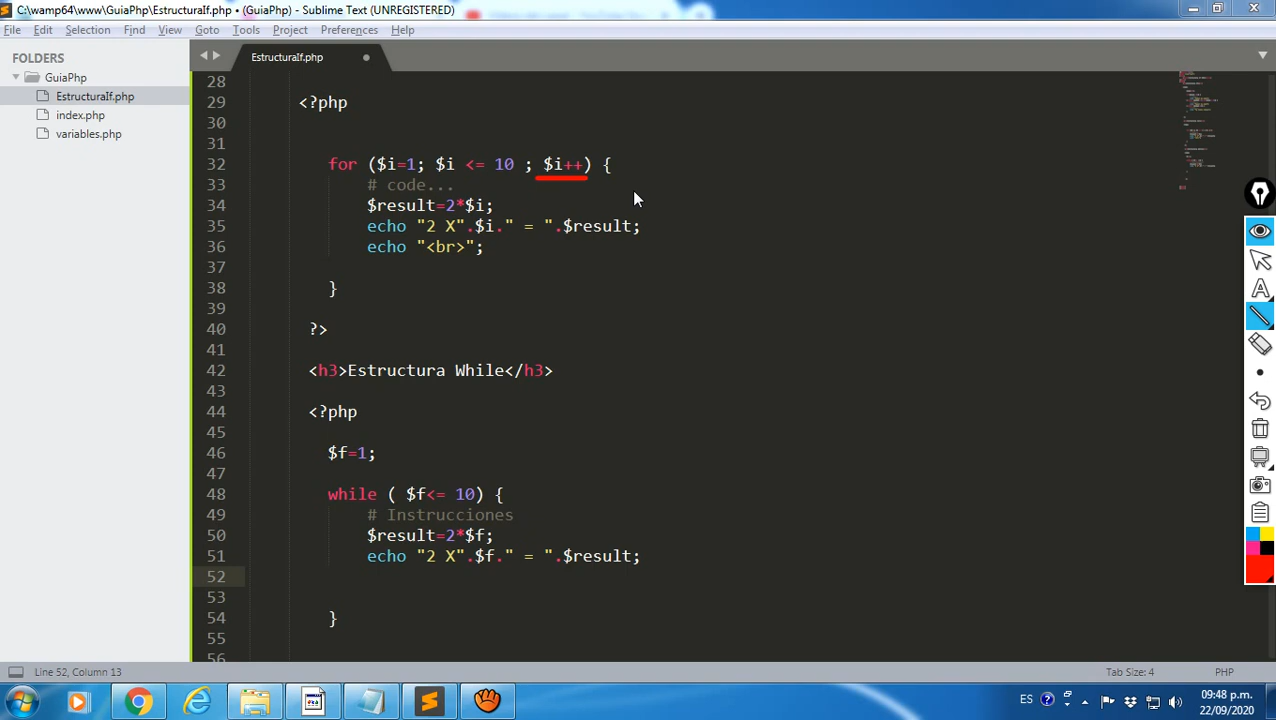 C:\wamp64\www\GuiaPhp\EstructuraIf.php • (GuiaPhp) - Sublime Text (UNREGISTERED)
File Edit Selection Find View Goto Tools Project Preferences Help
FOLDERS
GuiaPhp
EstructuraIf.php
index.php
variables.php
EstructuraIf.php
28
29 <?php
30
31
32 for ($i=1; $i <= 10 ; $i++) {
33 # code...
34 $result=2*$i;
35 echo "2 X".$i." = ".$result;
36 echo "<br>";
37
38 }
39
40 ?>
41
42 <h3>Estructura While</h3>
43
44 <?php
45
46 $f=1;
47
48 while ( $f<= 10) {
49 # Instrucciones
50 $result=2*$f;
51 echo "2 X".$f." = ".$result;
52
53
54 }
55
56
Line 52, Column 13 Tab Size: 4 PHP
ES 09:48 p.m.
22/09/2020